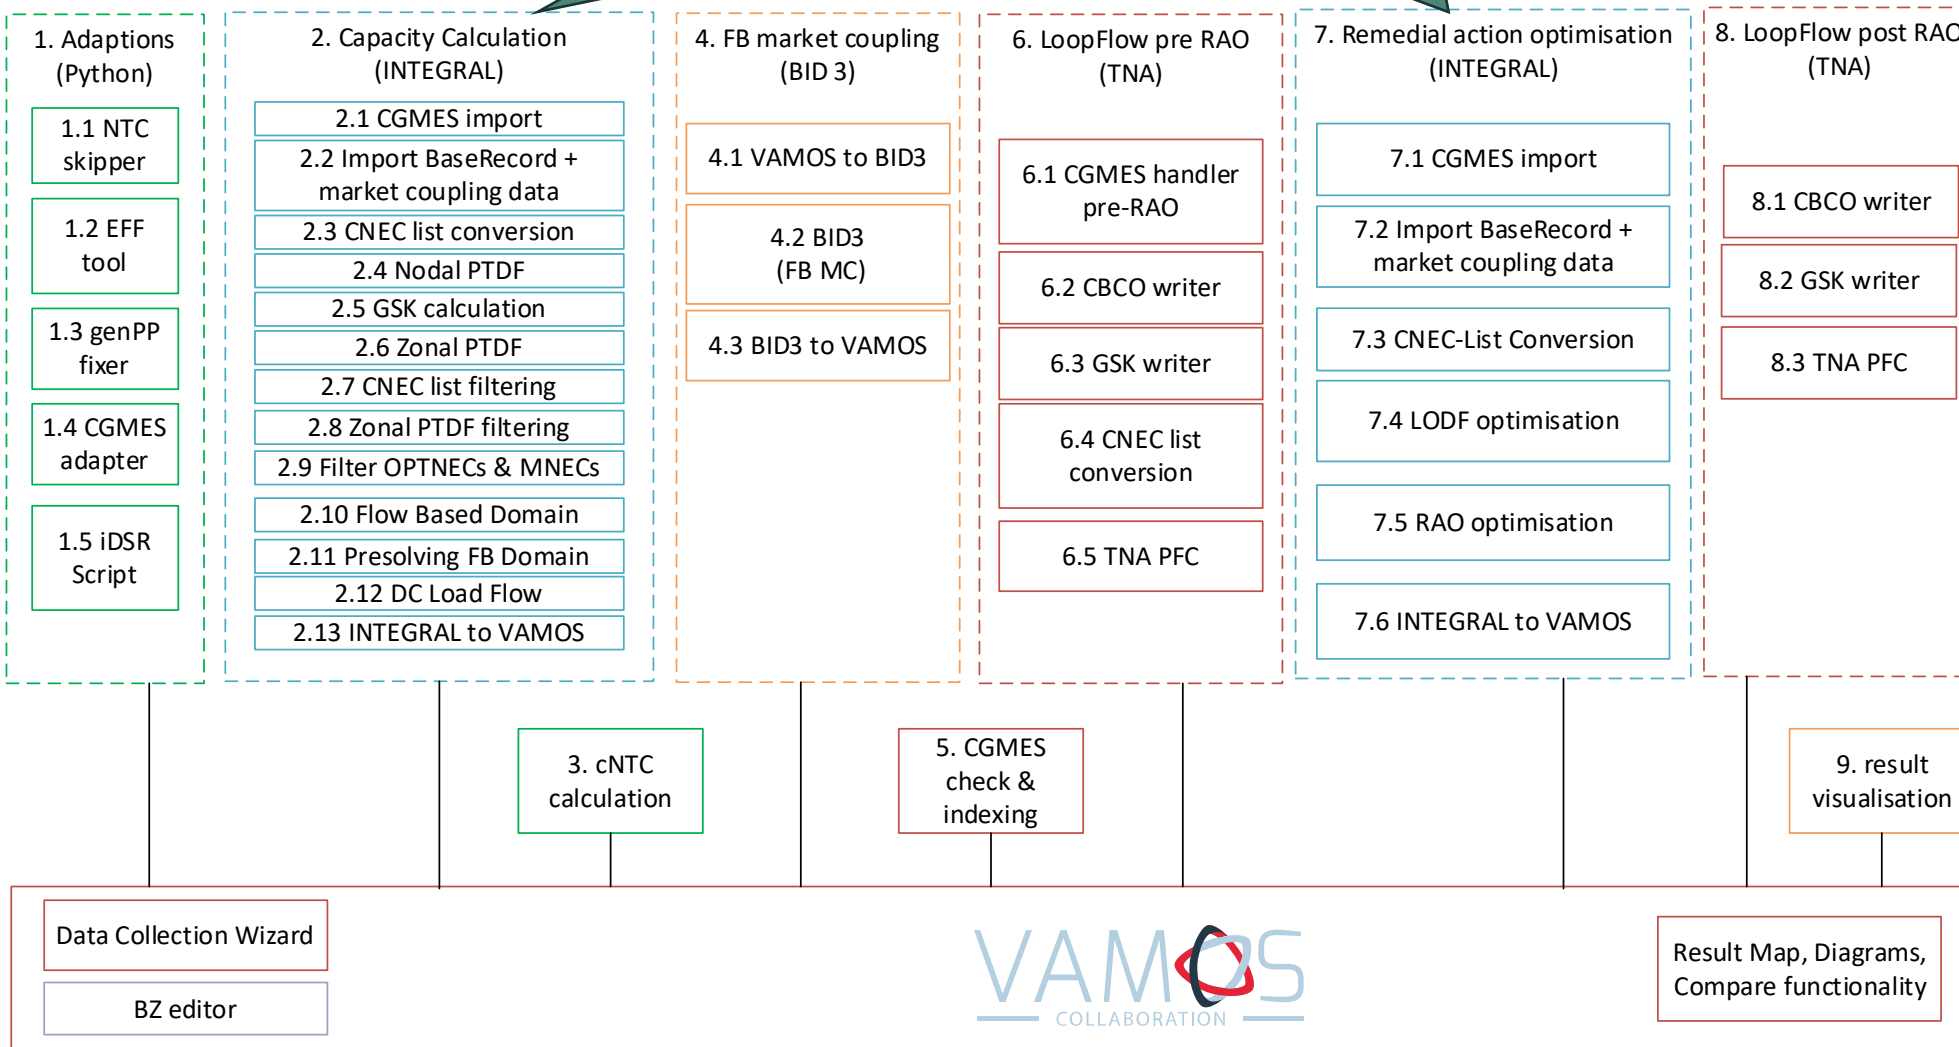 1. Adaptions
(Python)
1.1 NTC
skipper
1.2 EFF
tool
1.3 genPP
fixer
1.4 CGMES
adapter
1.5 iDSR
Script
2. Capacity Calculation
(INTEGRAL)
2.1 CGMES import
2.2 Import BaseRecord +
market coupling data
2.3 CNEC list conversion
2.4 Nodal PTDF
2.5 GSK calculation
2.6 Zonal PTDF
2.7 CNEC list filtering
2.8 Zonal PTDF filtering
2.9 Filter OPTNECs & MNECs
2.10 Flow Based Domain
2.11 Presolving FB Domain
2.12 DC Load Flow
2.13 INTEGRAL to VAMOS
4. FB market coupling
(BID 3)
4.1 VAMOS to BID3
4.2 BID3
(FB MC)
4.3 BID3 to VAMOS
6. LoopFlow pre RAO
(TNA)
6.1 CGMES handler
pre-RAO
6.2 CBCO writer
6.3 GSK writer
6.4 CNEC list
conversion
6.5 TNA PFC
7. Remedial action optimisation
(INTEGRAL)
7.1 CGMES import
7.2 Import BaseRecord +
market coupling data
7.3 CNEC-List Conversion
7.4 LODF optimisation
7.5 RAO optimisation
7.6 INTEGRAL to VAMOS
8. LoopFlow post RAO
(TNA)
8.1 CBCO writer
8.2 GSK writer
8.3 TNA PFC
3. cNTC
calculation
5. CGMES
check &
indexing
9. result
visualisation
Data Collection Wizard
BZ editor
VAMOS
COLLABORATION
Result Map, Diagrams,
Compare functionality